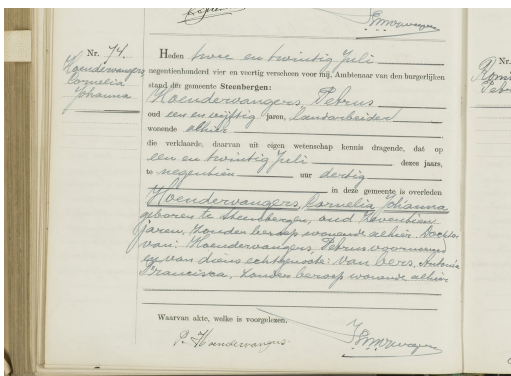 Nr. 74.
Hoendervangers
Cornelia
Johanna
Heden twee en twintig Juli
negentienhonderd vier en veertig verscheen voor mij, Ambtenaar van den burgerlijken
stand der gemeente Steenbergen:
Hoendervangers, Petrus
oud een en vijftig jaren, landarbeider
wonende alhier
die verklaarde, daarvan uit eigen wetenschap kennis dragende, dat op
een en twintig Juli dezes jaars,
te negentien uur dertig
in deze gemeente is overleden
Hoendervangers, Cornelia Johanna
geboren te Steenbergen, oud zeventien
jaren, zonder beroep wonende alhier. Dochter
van: Hoendervangers, Petrus voornoemd
en van diens echtgenoote: van Eers, Antonia
Francisca, zonder beroep wonende alhier.
Waarvan akte, welke is voorgelezen.
P. Hoendervangers
Nr.